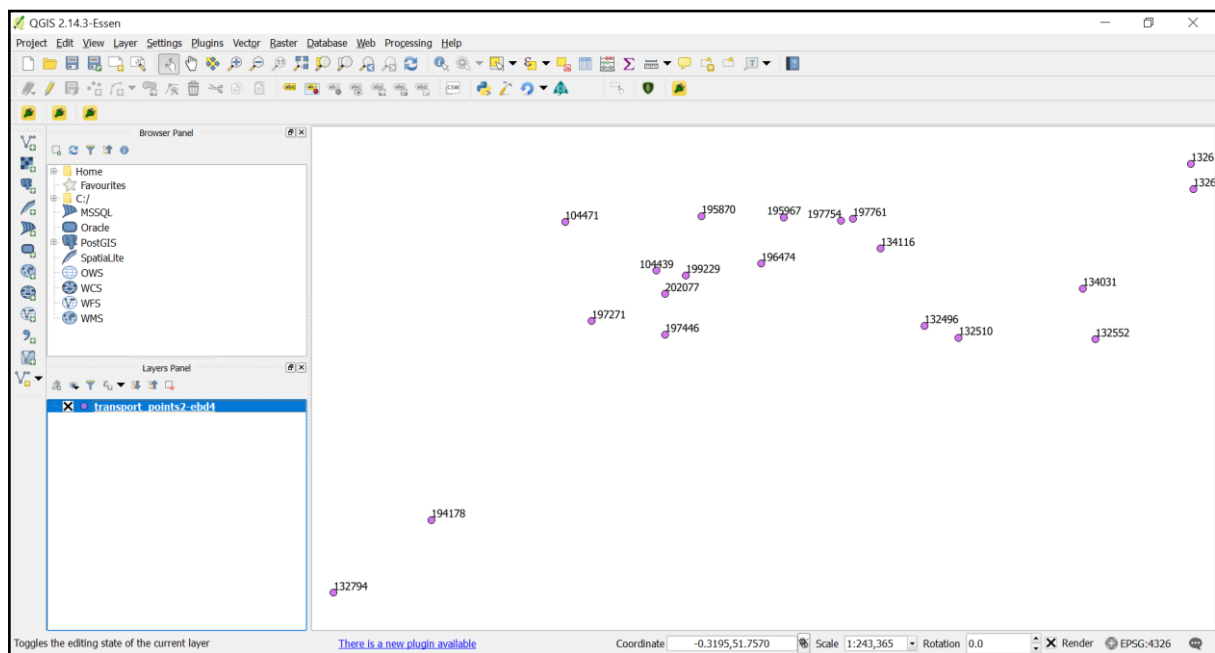 QGIS 2.14.3-Essen
Project Edit View Layer Settings Plugins Vector Raster Database Web Processing Help
Browser Panel
Home
Favourites
C:/
MSSQL
Oracle
PostGIS
SpatiaLite
OWS
WCS
WFS
WMS
Layers Panel
transport_points2-ebd4
1326
1326
104471
195870
195967
197754
197761
134116
196474
104439
199229
202077
134031
197271
197446
132496
132510
132552
194178
132794
Toggles the editing state of the current layer There is a new plugin available Coordinate -0.3195,51.7570 Scale 1:243,365 Rotation 0.0 Render EPSG:4326